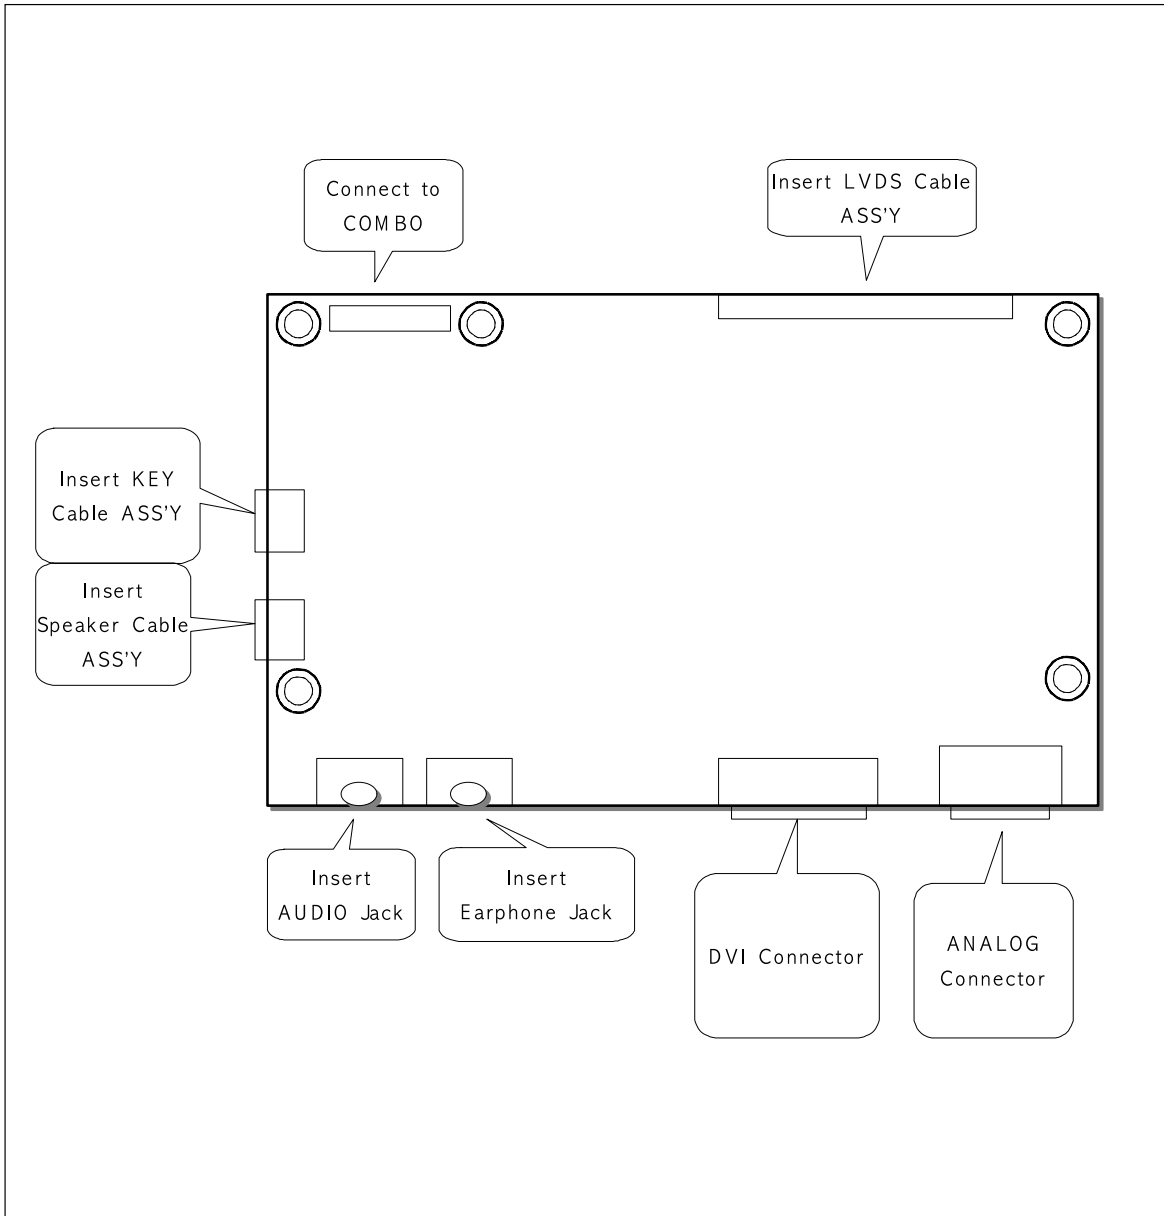 Connect to
COMBO
Insert LVDS Cable
ASS'Y
Insert KEY
Cable ASS'Y
Insert
Speaker Cable
ASS'Y
Insert
AUDIO Jack
Insert
Earphone Jack
DVI Connector
ANALOG
Connector